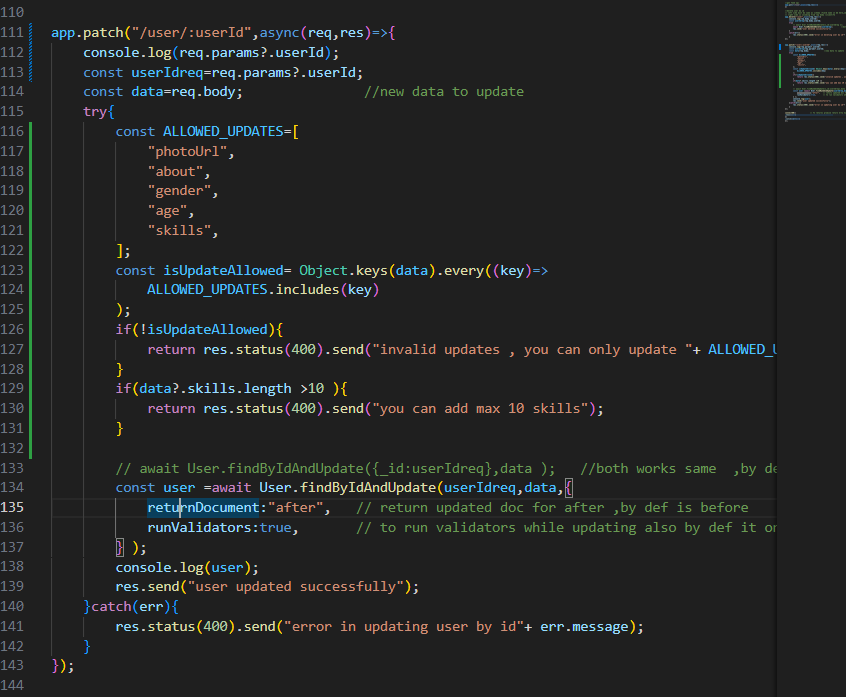 110
111 app.patch("/user/:userId",async(req,res)=>{
112 console.log(req.params?.userId);
113 const userIdreq=req.params?.userId;
114 const data=req.body; //new data to update
115 try{
116 const ALLOWED_UPDATES=[
117 "photoUrl",
118 "about",
119 "gender",
120 "age",
121 "skills",
122 ];
123 const isUpdateAllowed= Object.keys(data).every((key)=>
124 ALLOWED_UPDATES.includes(key)
125 );
126 if(!isUpdateAllowed){
127 return res.status(400).send("invalid updates , you can only update "+ ALLOWED_U
128 }
129 if(data?.skills.length >10 ){
130 return res.status(400).send("you can add max 10 skills");
131 }
132
133 // await User.findByIdAndUpdate({_id:userIdreq},data ); //both works same ,by de
134 const user =await User.findByIdAndUpdate(userIdreq,data,{
135 returnDocument:"after", // return updated doc for after ,by def is before
136 runValidators:true, // to run validators while updating also by def it on
137 } );
138 console.log(user);
139 res.send("user updated successfully");
140 }catch(err){
141 res.status(400).send("error in updating user by id"+ err.message);
142 }
143 });
144